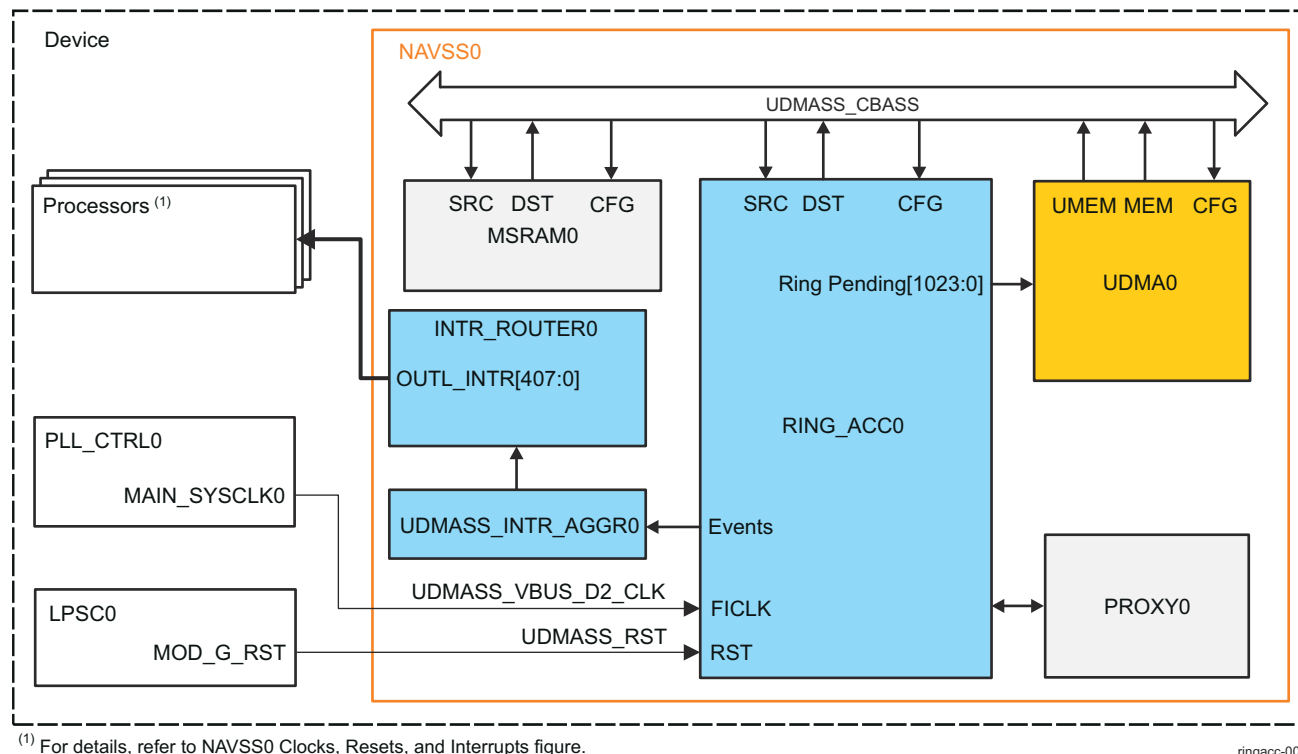 Device
NAVSS0
UDMASS_CBASS
Processors (1)
SRC DST CFG
MSRAM0
SRC DST CFG
UMEM MEM CFG
Ring Pending[1023:0]
UDMA0
INTR_ROUTER0
OUTL_INTR[407:0]
RING_ACC0
PLL_CTRL0
MAIN_SYSCLK0
UDMASS_INTR_AGGR0
Events
UDMASS_VBUS_D2_CLK
FICLK
PROXY0
LPSC0
MOD_G_RST
UDMASS_RST
RST
(1) For details, refer to NAVSS0 Clocks, Resets, and Interrupts figure.
ringacc-00